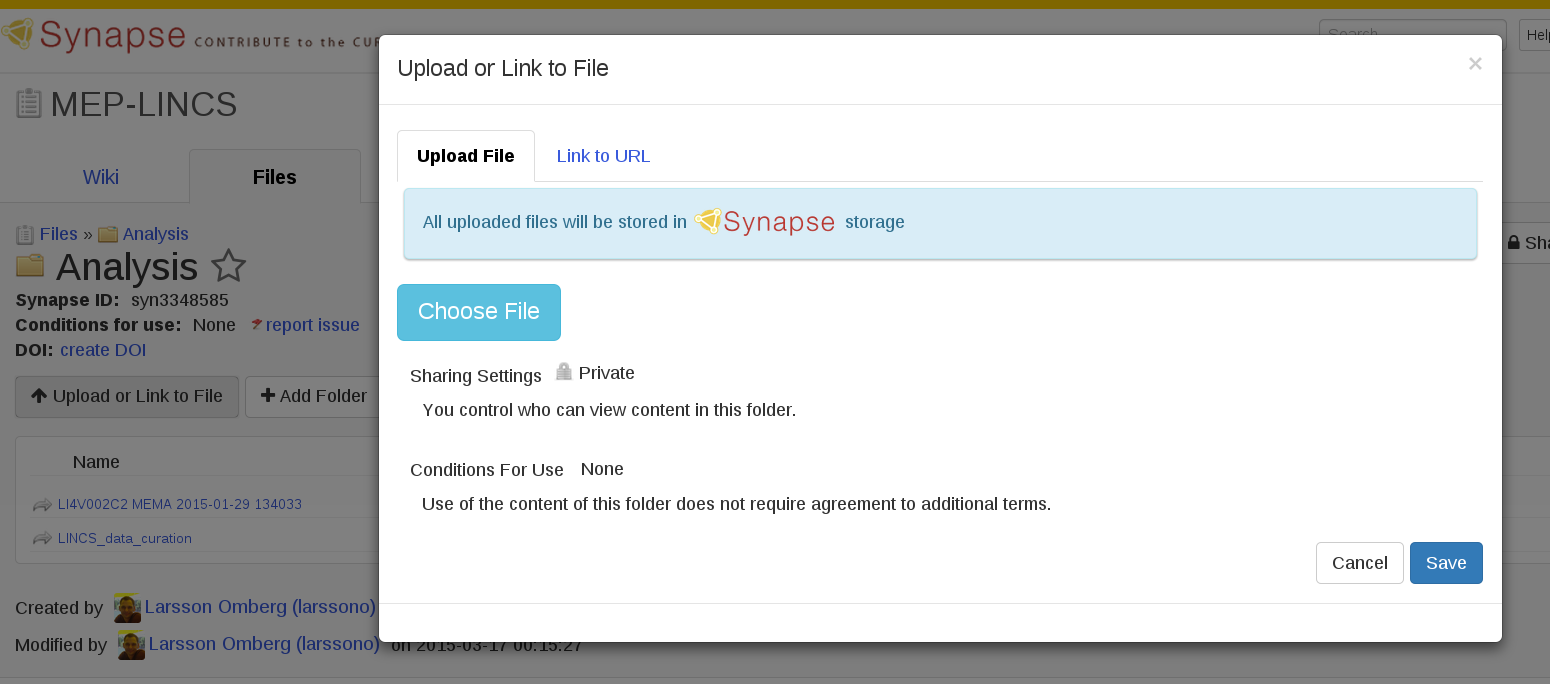 Synapse CONTRIBUTE to the CUR
Search
Help
MEP-LINCS
Wiki
Files
Files » Analysis
Analysis
Synapse ID: syn3348585
Conditions for use: None report issue
DOI: create DOI
Upload or Link to File
Add Folder
Sha
Name
LI4V002C2 MEMA 2015-01-29 134033
LINCS_data_curation
Created by Larsson Omberg (larssono)
Modified by Larsson Omberg (larssono) on 2015-03-17 00:15:27
Upload or Link to File
×
Upload File
Link to URL
All uploaded files will be stored in Synapse storage
Choose File
Sharing Settings Private
You control who can view content in this folder.
Conditions For Use None
Use of the content of this folder does not require agreement to additional terms.
Cancel
Save